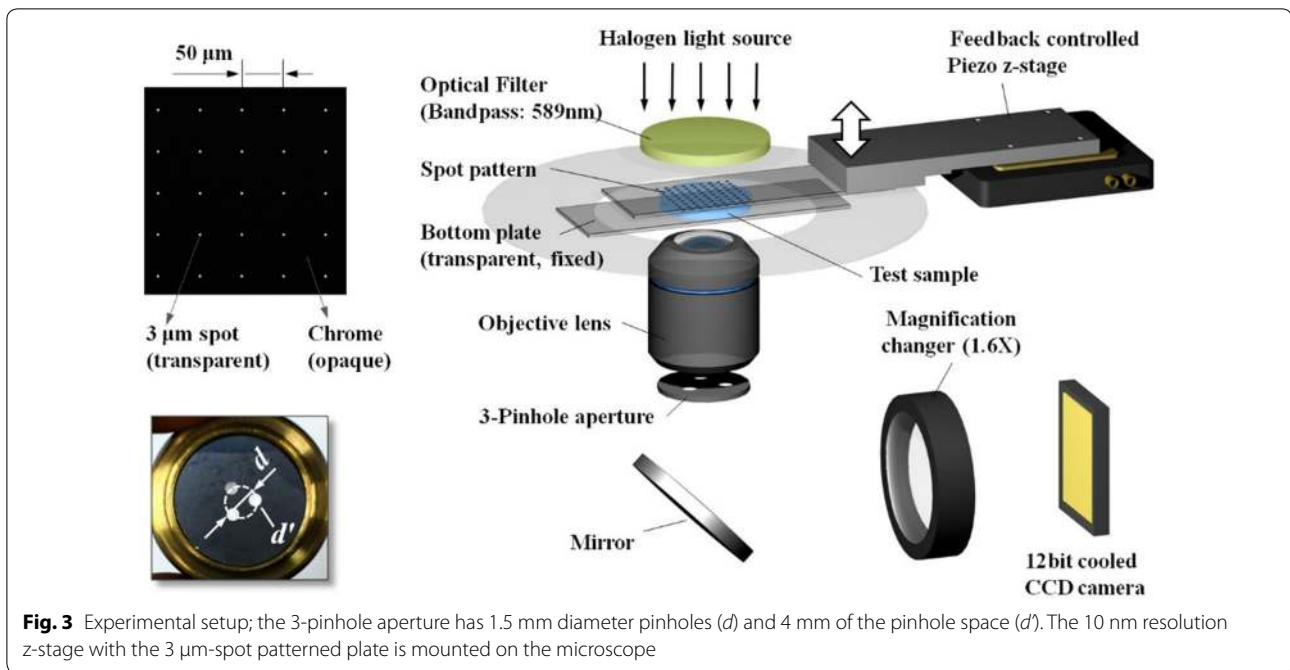 50 μm
3 μm spot
(transparent)
Chrome
(opaque)
d
d'
Halogen light source
Optical Filter
(Bandpass: 589nm)
Spot pattern
Bottom plate
(transparent, fixed)
Objective lens
3-Pinhole aperture
Mirror
Feedback controlled
Piezo z-stage
Test sample
Magnification
changer (1.6X)
12bit cooled
CCD camera
Fig. 3 Experimental setup; the 3-pinhole aperture has 1.5 mm diameter pinholes (d) and 4 mm of the pinhole space (d'). The 10 nm resolution
z-stage with the 3 μm-spot patterned plate is mounted on the microscope